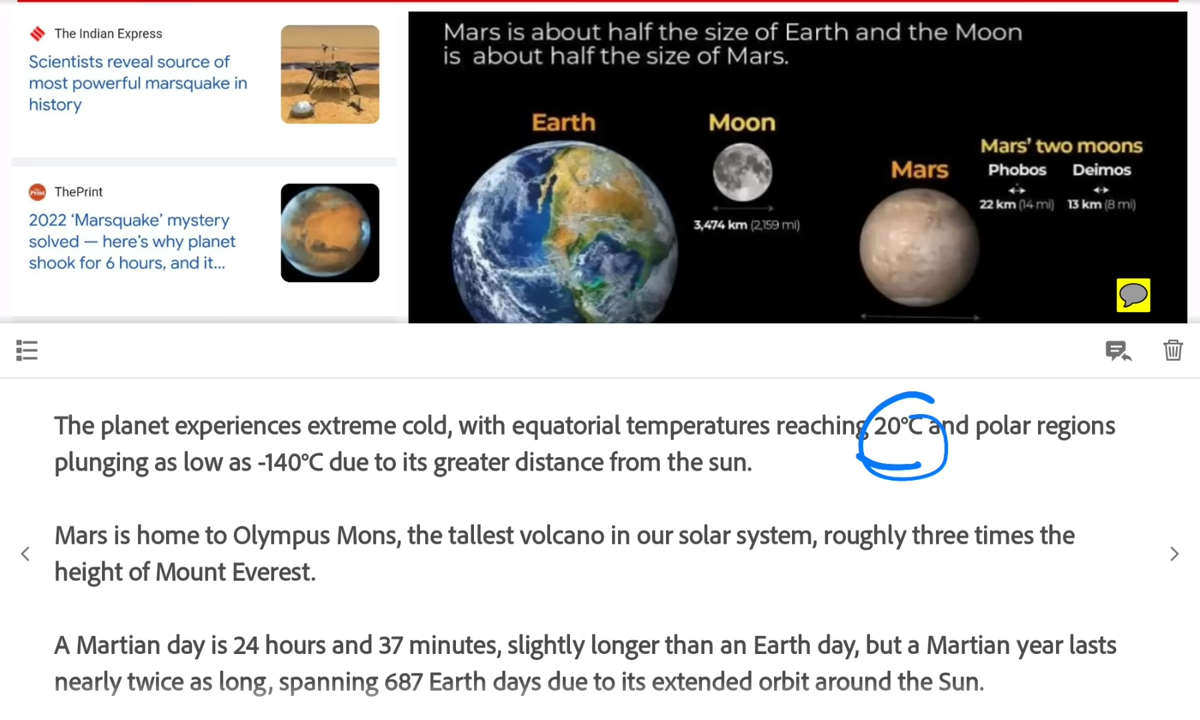 The Indian Express
Scientists reveal source of
most powerful marsquake in
history
ThePrint
2022 ‘Marsquake’ mystery
solved — here’s why planet
shook for 6 hours, and it...
Mars is about half the size of Earth and the Moon
is about half the size of Mars.
Earth
Moon
3,474 km (2,159 mi)
Mars
Mars’ two moons
Phobos Deimos
22 km (14 mi) 13 km (8 mi)
The planet experiences extreme cold, with equatorial temperatures reaching 20°C and polar regions
plunging as low as -140°C due to its greater distance from the sun.
Mars is home to Olympus Mons, the tallest volcano in our solar system, roughly three times the
height of Mount Everest.
A Martian day is 24 hours and 37 minutes, slightly longer than an Earth day, but a Martian year lasts
nearly twice as long, spanning 687 Earth days due to its extended orbit around the Sun.